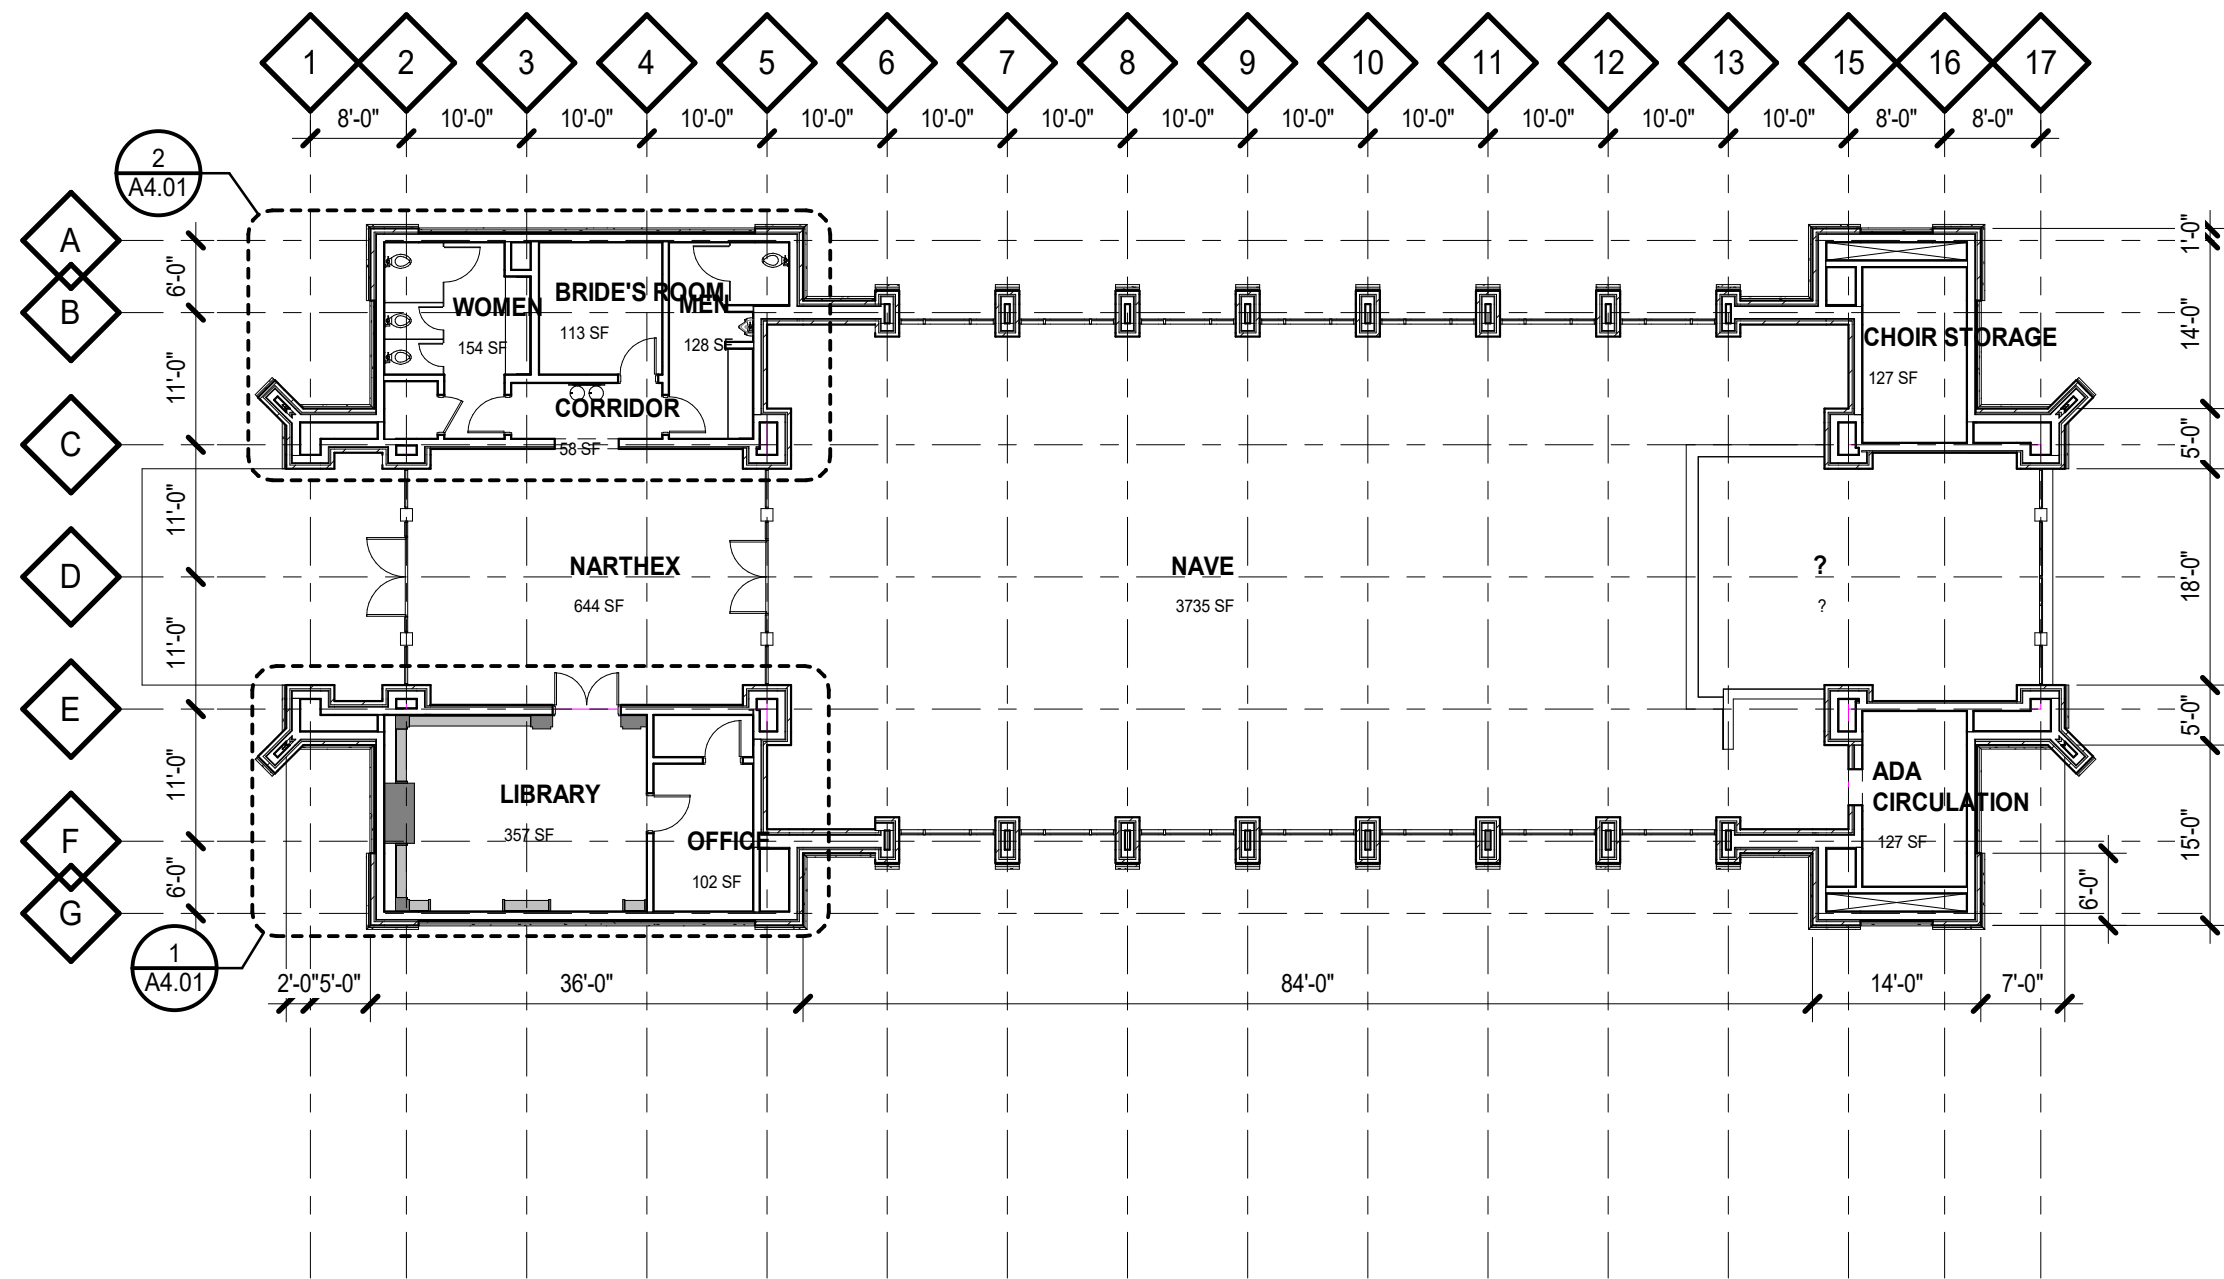 1 2 3 4 5 6 7 8 9 10 11 12 13 15 16 17
8'-0" 10'-0" 10'-0" 10'-0" 10'-0" 10'-0" 10'-0" 10'-0" 10'-0" 10'-0" 10'-0" 10'-0" 10'-0" 8'-0" 8'-0"
2
A4.01
A
B
C
D
E
F
G
6'-0"
11'-0"
11'-0"
11'-0"
11'-0"
6'-0"
WOMEN
154 SF
BRIDE'S ROOM
113 SF
MEN
128 SF
CORRIDOR
58 SF
CHOIR STORAGE
127 SF
NARTHEX
644 SF
NAVE
3735 SF
?
?
LIBRARY
357 SF
OFFICE
102 SF
ADA
CIRCULATION
127 SF
1'-0"
14'-0"
5'-0"
18'-0"
5'-0"
15'-0"
6'-0"
1
A4.01
2'-0" 5'-0" 36'-0" 84'-0" 14'-0" 7'-0"